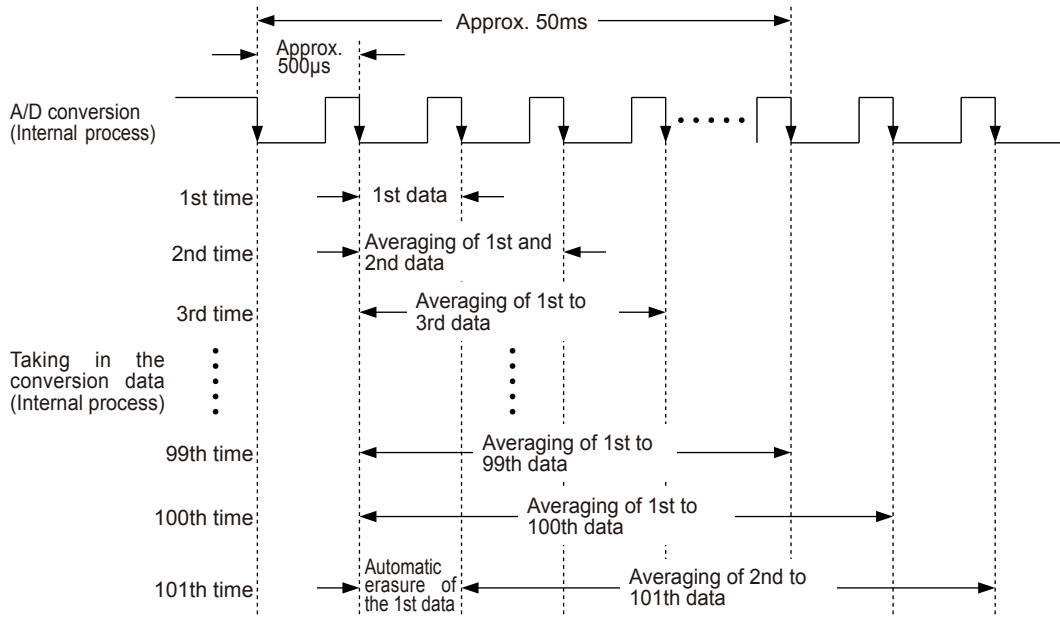 Approx. 50ms
Approx.
500µs
A/D conversion
(Internal process)
1st time
1st data
2nd time
Averaging of 1st and
2nd data
3rd time
Averaging of 1st to
3rd data
Taking in the
conversion data
(Internal process)
99th time
Averaging of 1st to
99th data
100th time
Averaging of 1st to
100th data
101th time
Automatic
erasure of
the 1st data
Averaging of 2nd to
101th data